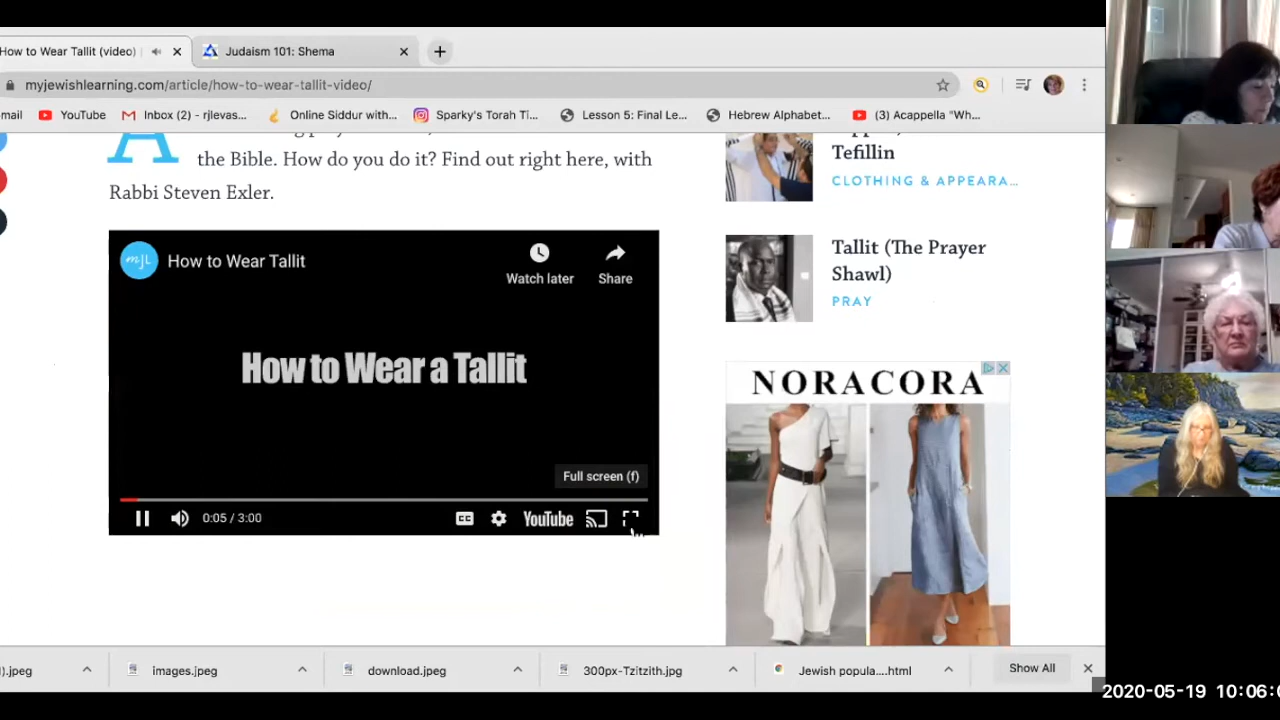 How to Wear Tallit (video)
Judaism 101: Shema
myjewishlearning.com/article/how-to-wear-tallit-video/
mail
YouTube
Inbox (2) - rjlevas...
Online Siddur with...
Sparky's Torah Ti...
Lesson 5: Final Le...
Hebrew Alphabet...
(3) Acappella "Wh...
A
the Bible. How do you do it? Find out right here, with
Rabbi Steven Exler.
mjL
How to Wear Tallit
Watch later
Share
How to Wear a Tallit
Full screen (f)
0:05 / 3:00
CC
YouTube
Tefillin
CLOTHING & APPEARA...
Tallit (The Prayer
Shawl)
PRAY
NORACORA
).jpeg
images.jpeg
download.jpeg
300px-Tzitzith.jpg
Jewish popula....html
Show All
2020-05-19 10:06:0